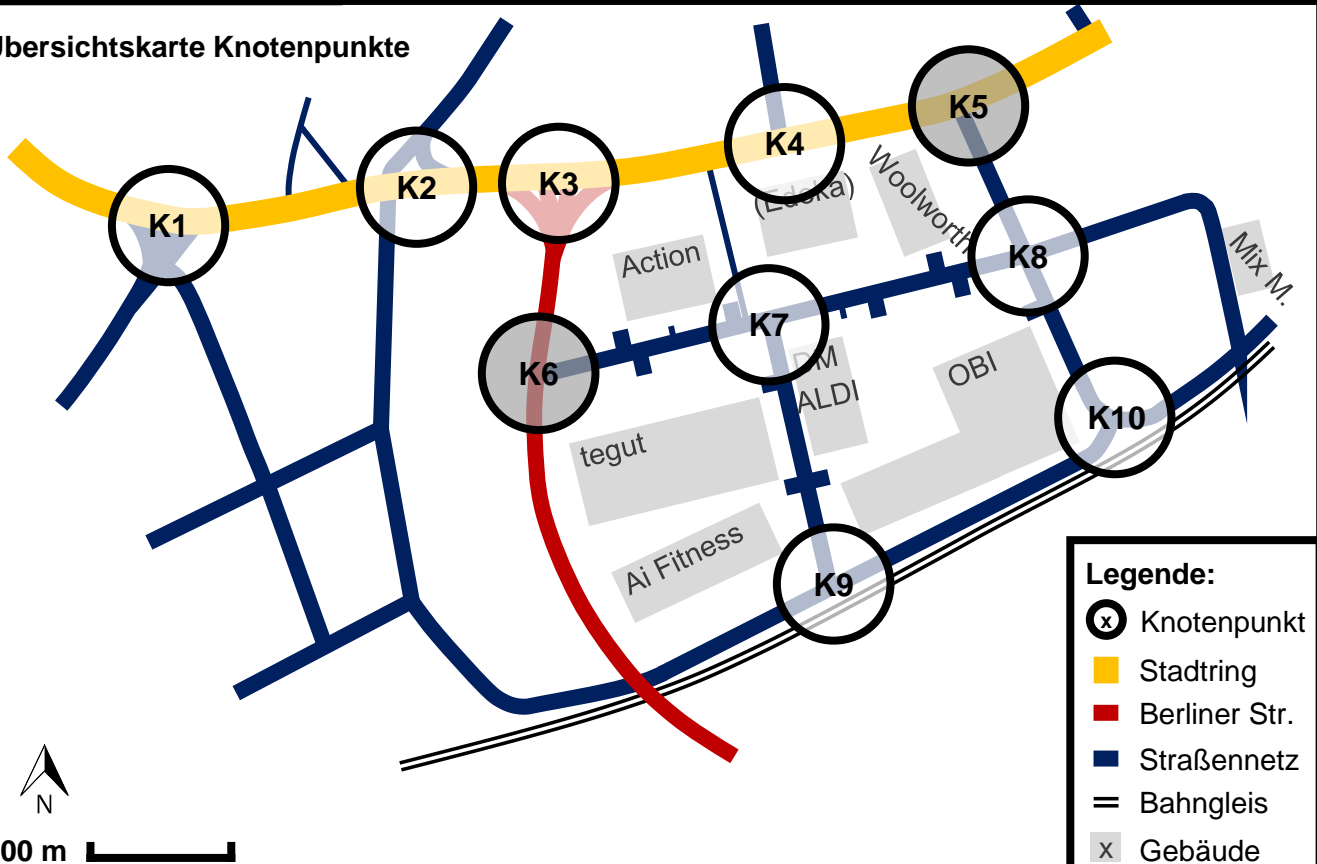 Übersichtskarte Knotenpunkte
K1
K2
K3
K4
K5
(Edeka)
Woolworth
Action
K6
K7
K8
Mix M.
DM
ALDI
OBI
tegut
K10
Ai Fitness
K9
N
00 m
Legende:
x Knotenpunkt
Stadtring
Berliner Str.
Straßennetz
Bahngleis
x Gebäude